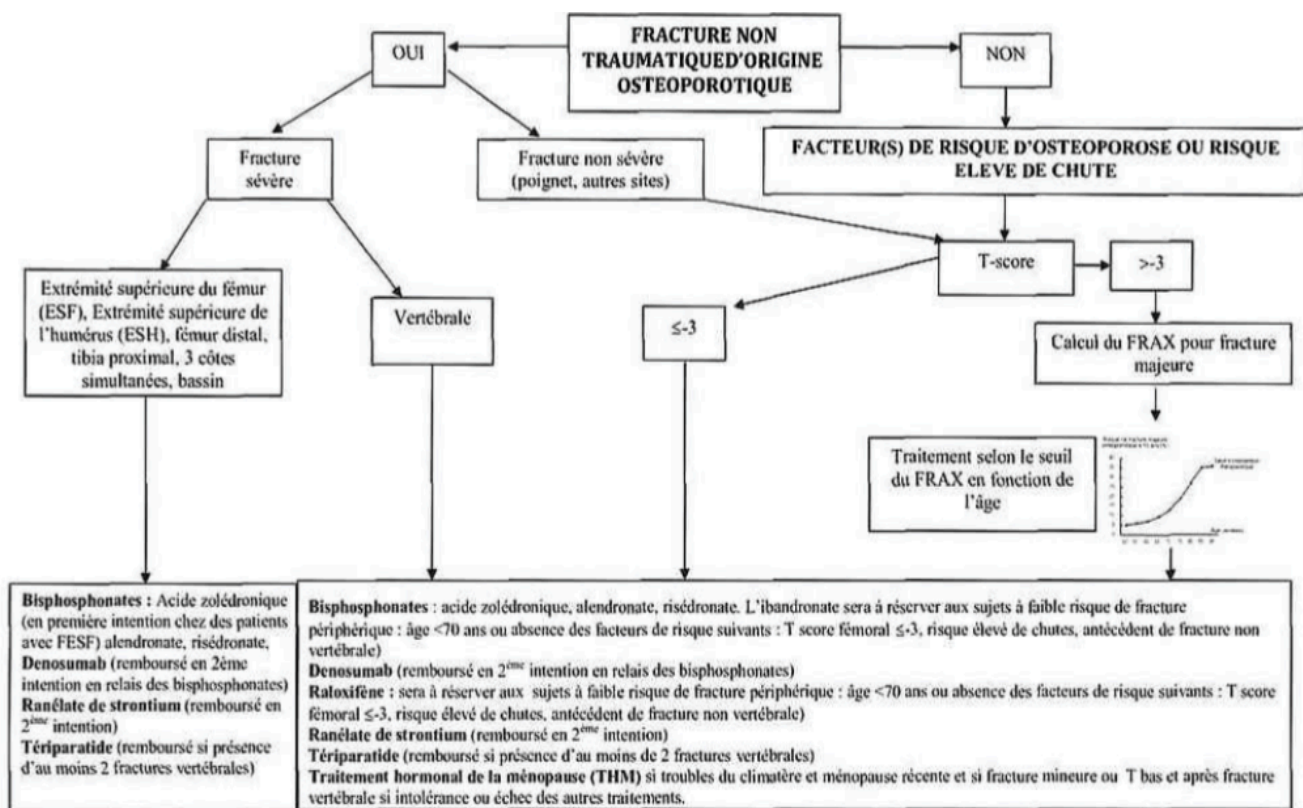 FRACTURE NON
TRAUMATIQUED'ORIGINE
OSTEOPOROTIQUE
OUI
NON
Fracture
sévère
Fracture non sévère
(poignet, autres sites)
FACTEUR(S) DE RISQUE D'OSTEOPOROSE OU RISQUE
ELEVE DE CHUTE
T-score
>-3
Extrémité supérieure du fémur
(ESF), Extrémité supérieure de
l'humérus (ESH), fémur distal,
tibia proximal, 3 côtes
simultanées, bassin
Vertébrale
≤-3
Calcul du FRAX pour fracture
majeure
Traitement selon le seuil
du FRAX en fonction de
l'âge
Bisphosphonates : Acide zolédronique
(en première intention chez des patients
avec FESF) alendronate, risédronate,
Denosumab (remboursé en 2ème
intention en relais des bisphosphonates)
Ranélate de strontium (remboursé en
2ème intention)
Tériparatide (remboursé si présence
d'au moins 2 fractures vertébrales)
Bisphosphonates : acide zolédronique, alendronate, risédronate. L'ibandronate sera à réserver aux sujets à faible risque de fracture
périphérique : âge <70 ans ou absence des facteurs de risque suivants : T score fémoral ≤-3, risque élevé de chutes, antécédent de fracture non
vertébrale)
Denosumab (remboursé en 2ème intention en relais des bisphosphonates)
Raloxifène : sera à réserver aux sujets à faible risque de fracture périphérique : âge <70 ans ou absence des facteurs de risque suivants : T score
fémoral ≤-3, risque élevé de chutes, antécédent de fracture non vertébrale)
Ranélate de strontium (remboursé en 2ème intention)
Tériparatide (remboursé si présence d'au moins de 2 fractures vertébrales)
Traitement hormonal de la ménopause (THM) si troubles du climatère et ménopause récente et si fracture mineure ou T bas et après fracture
vertébrale si intolérance ou échec des autres traitements.